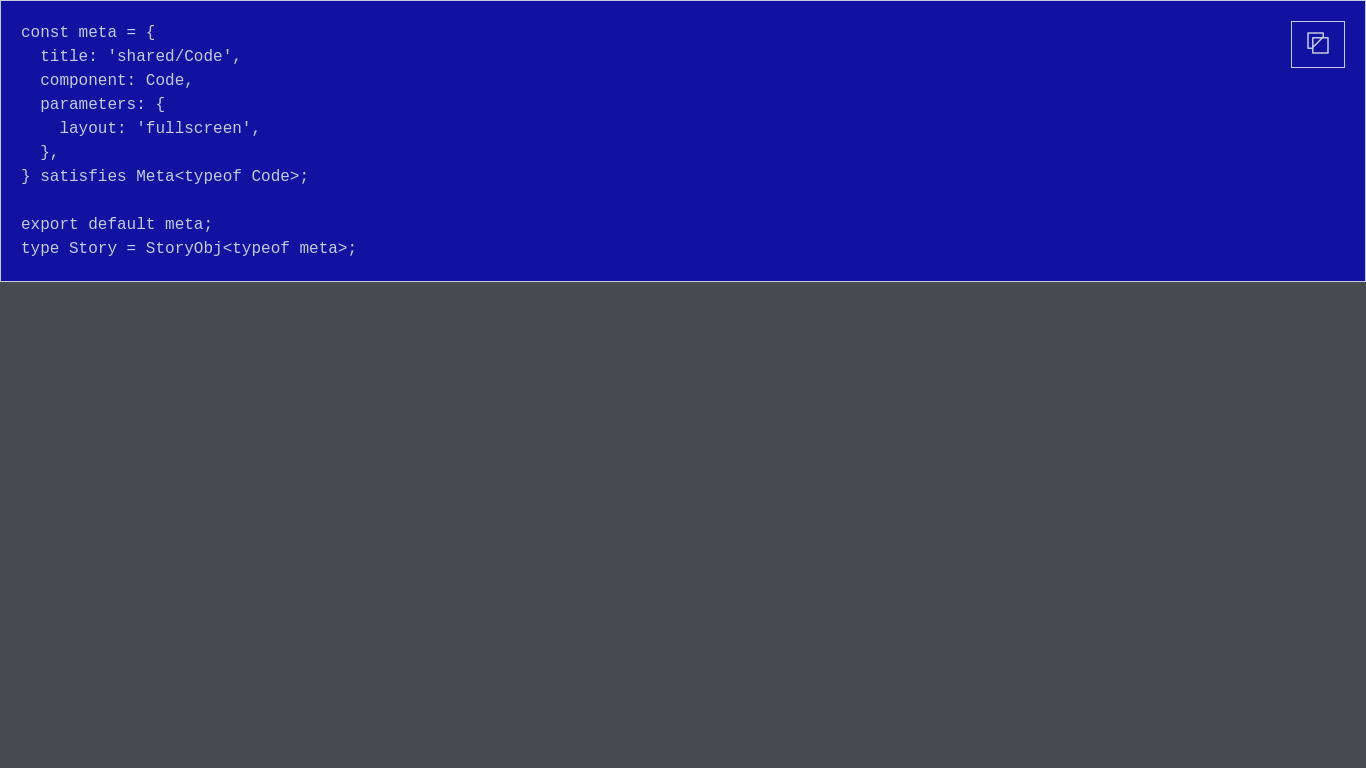 const meta = {
  title: 'shared/Code',
  component: Code,
  parameters: {
    layout: 'fullscreen',
  },
} satisfies Meta<typeof Code>;

export default meta;
type Story = StoryObj<typeof meta>;